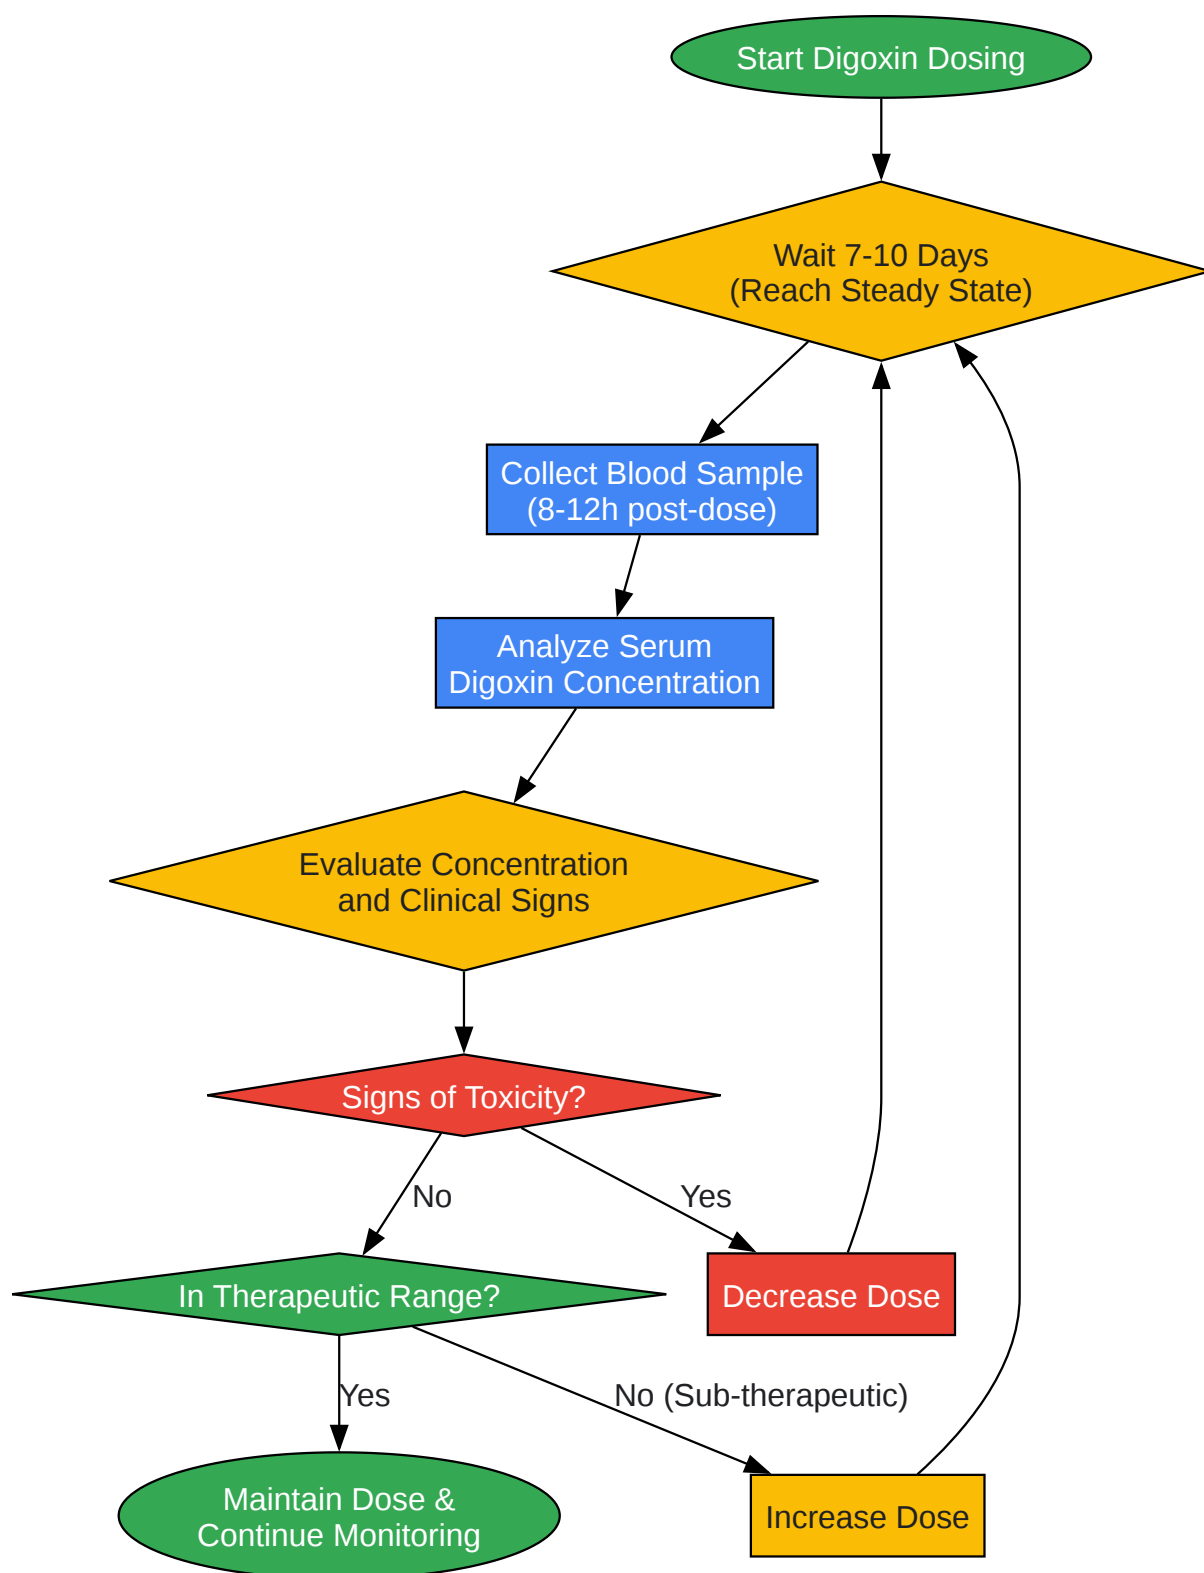 Start Digoxin Dosing
Wait 7-10 Days
(Reach Steady State)
Collect Blood Sample
(8-12h post-dose)
Analyze Serum
Digoxin Concentration
Evaluate Concentration
and Clinical Signs
Signs of Toxicity?
No
Yes
In Therapeutic Range?
Decrease Dose
Yes
No (Sub-therapeutic)
Maintain Dose &
Continue Monitoring
Increase Dose